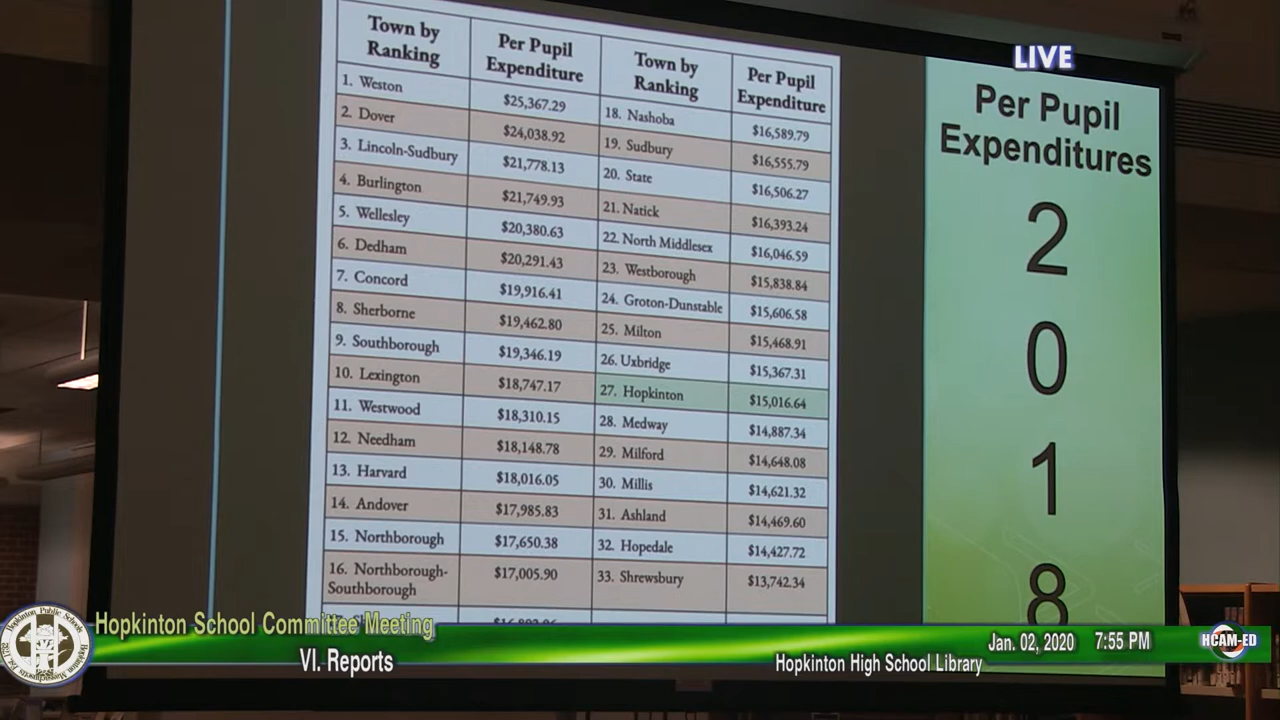 LIVE
Town by Ranking Per Pupil Expenditure Town by Ranking Per Pupil Expenditure
1. Weston $25,367.29 18. Nashoba $16,589.79
2. Dover $24,038.92 19. Sudbury $16,555.79
3. Lincoln-Sudbury $21,778.13 20. State $16,506.27
4. Burlington $21,749.93 21. Natick $16,393.24
5. Wellesley $20,380.63 22. North Middlesex $16,046.59
6. Dedham $20,291.43 23. Westborough $15,838.84
7. Concord $19,916.41 24. Groton-Dunstable $15,606.58
8. Sherborne $19,462.80 25. Milton $15,468.91
9. Southborough $19,346.19 26. Uxbridge $15,367.31
10. Lexington $18,747.17 27. Hopkinton $15,016.64
11. Westwood $18,310.15 28. Medway $14,887.34
12. Needham $18,148.78 29. Milford $14,648.08
13. Harvard $18,016.05 30. Millis $14,621.32
14. Andover $17,985.83 31. Ashland $14,469.60
15. Northborough $17,650.38 32. Hopedale $14,427.72
16. Northborough-Southborough $17,005.90 33. Shrewsbury $13,742.34
Per Pupil
Expenditures
2
0
1
8
Hopkinton School Committee Meeting
VI. Reports
Hopkinton High School Library
Jan. 02, 2020 7:55 PM
HCAM-ED